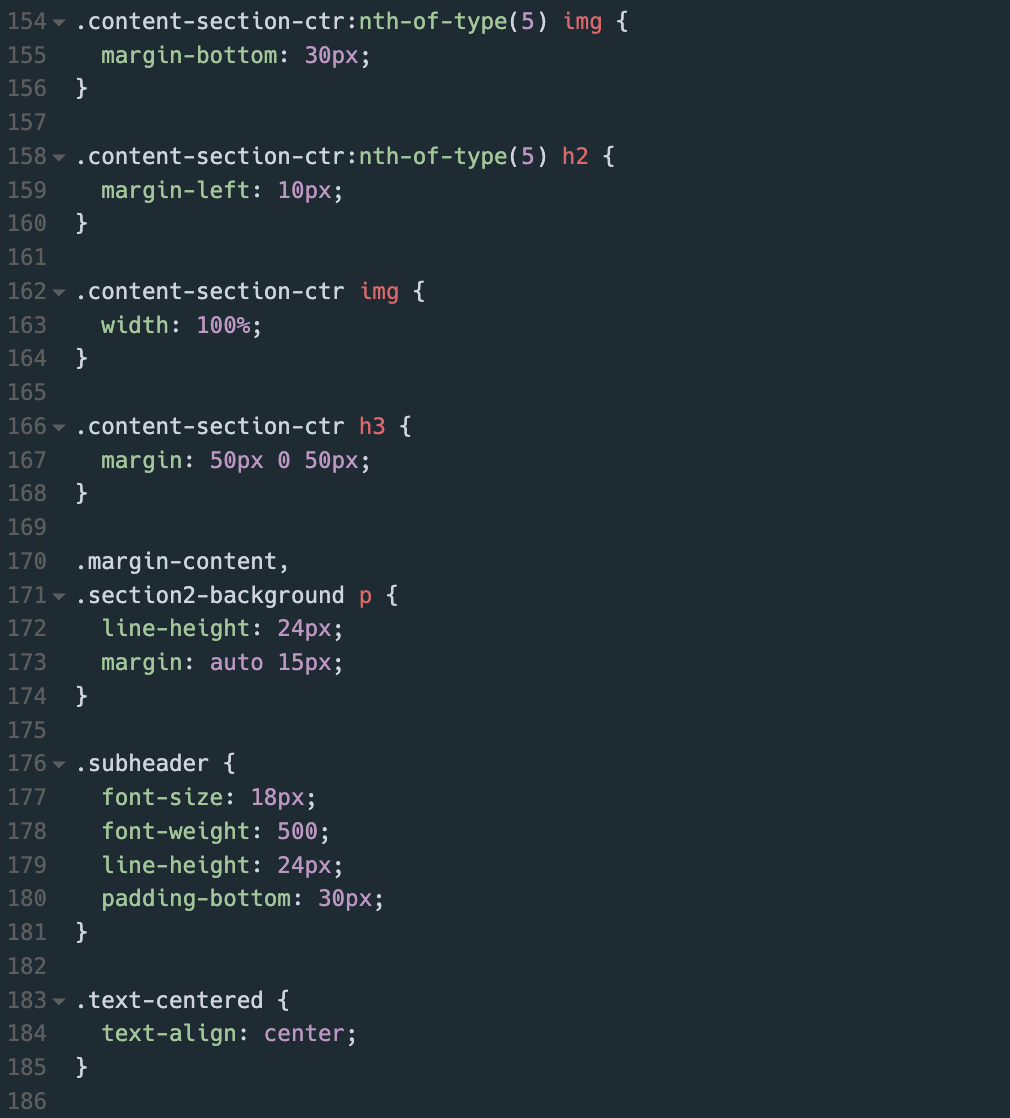 154 .content-section-ctr:nth-of-type(5) img {
155   margin-bottom: 30px;
156 }
157
158 .content-section-ctr:nth-of-type(5) h2 {
159   margin-left: 10px;
160 }
161
162 .content-section-ctr img {
163   width: 100%;
164 }
165
166 .content-section-ctr h3 {
167   margin: 50px 0 50px;
168 }
169
170 .margin-content,
171 .section2-background p {
172   line-height: 24px;
173   margin: auto 15px;
174 }
175
176 .subheader {
177   font-size: 18px;
178   font-weight: 500;
179   line-height: 24px;
180   padding-bottom: 30px;
181 }
182
183 .text-centered {
184   text-align: center;
185 }
186